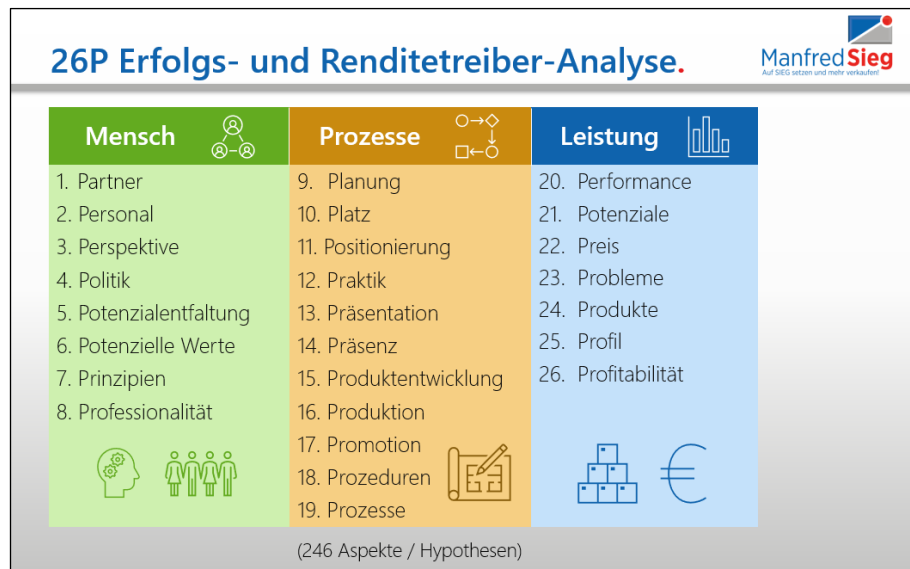 26P Erfolgs- und Renditetreiber-Analyse.
Manfred Sieg
Auf SIEG setzen und mehr verkaufen!
Mensch
1. Partner
2. Personal
3. Perspektive
4. Politik
5. Potenzialentfaltung
6. Potenzielle Werte
7. Prinzipien
8. Professionalität
Prozesse
9. Planung
10. Platz
11. Positionierung
12. Praktik
13. Präsentation
14. Präsenz
15. Produktentwicklung
16. Produktion
17. Promotion
18. Prozeduren
19. Prozesse
Leistung
20. Performance
21. Potenziale
22. Preis
23. Probleme
24. Produkte
25. Profil
26. Profitabilität
€
(246 Aspekte / Hypothesen)